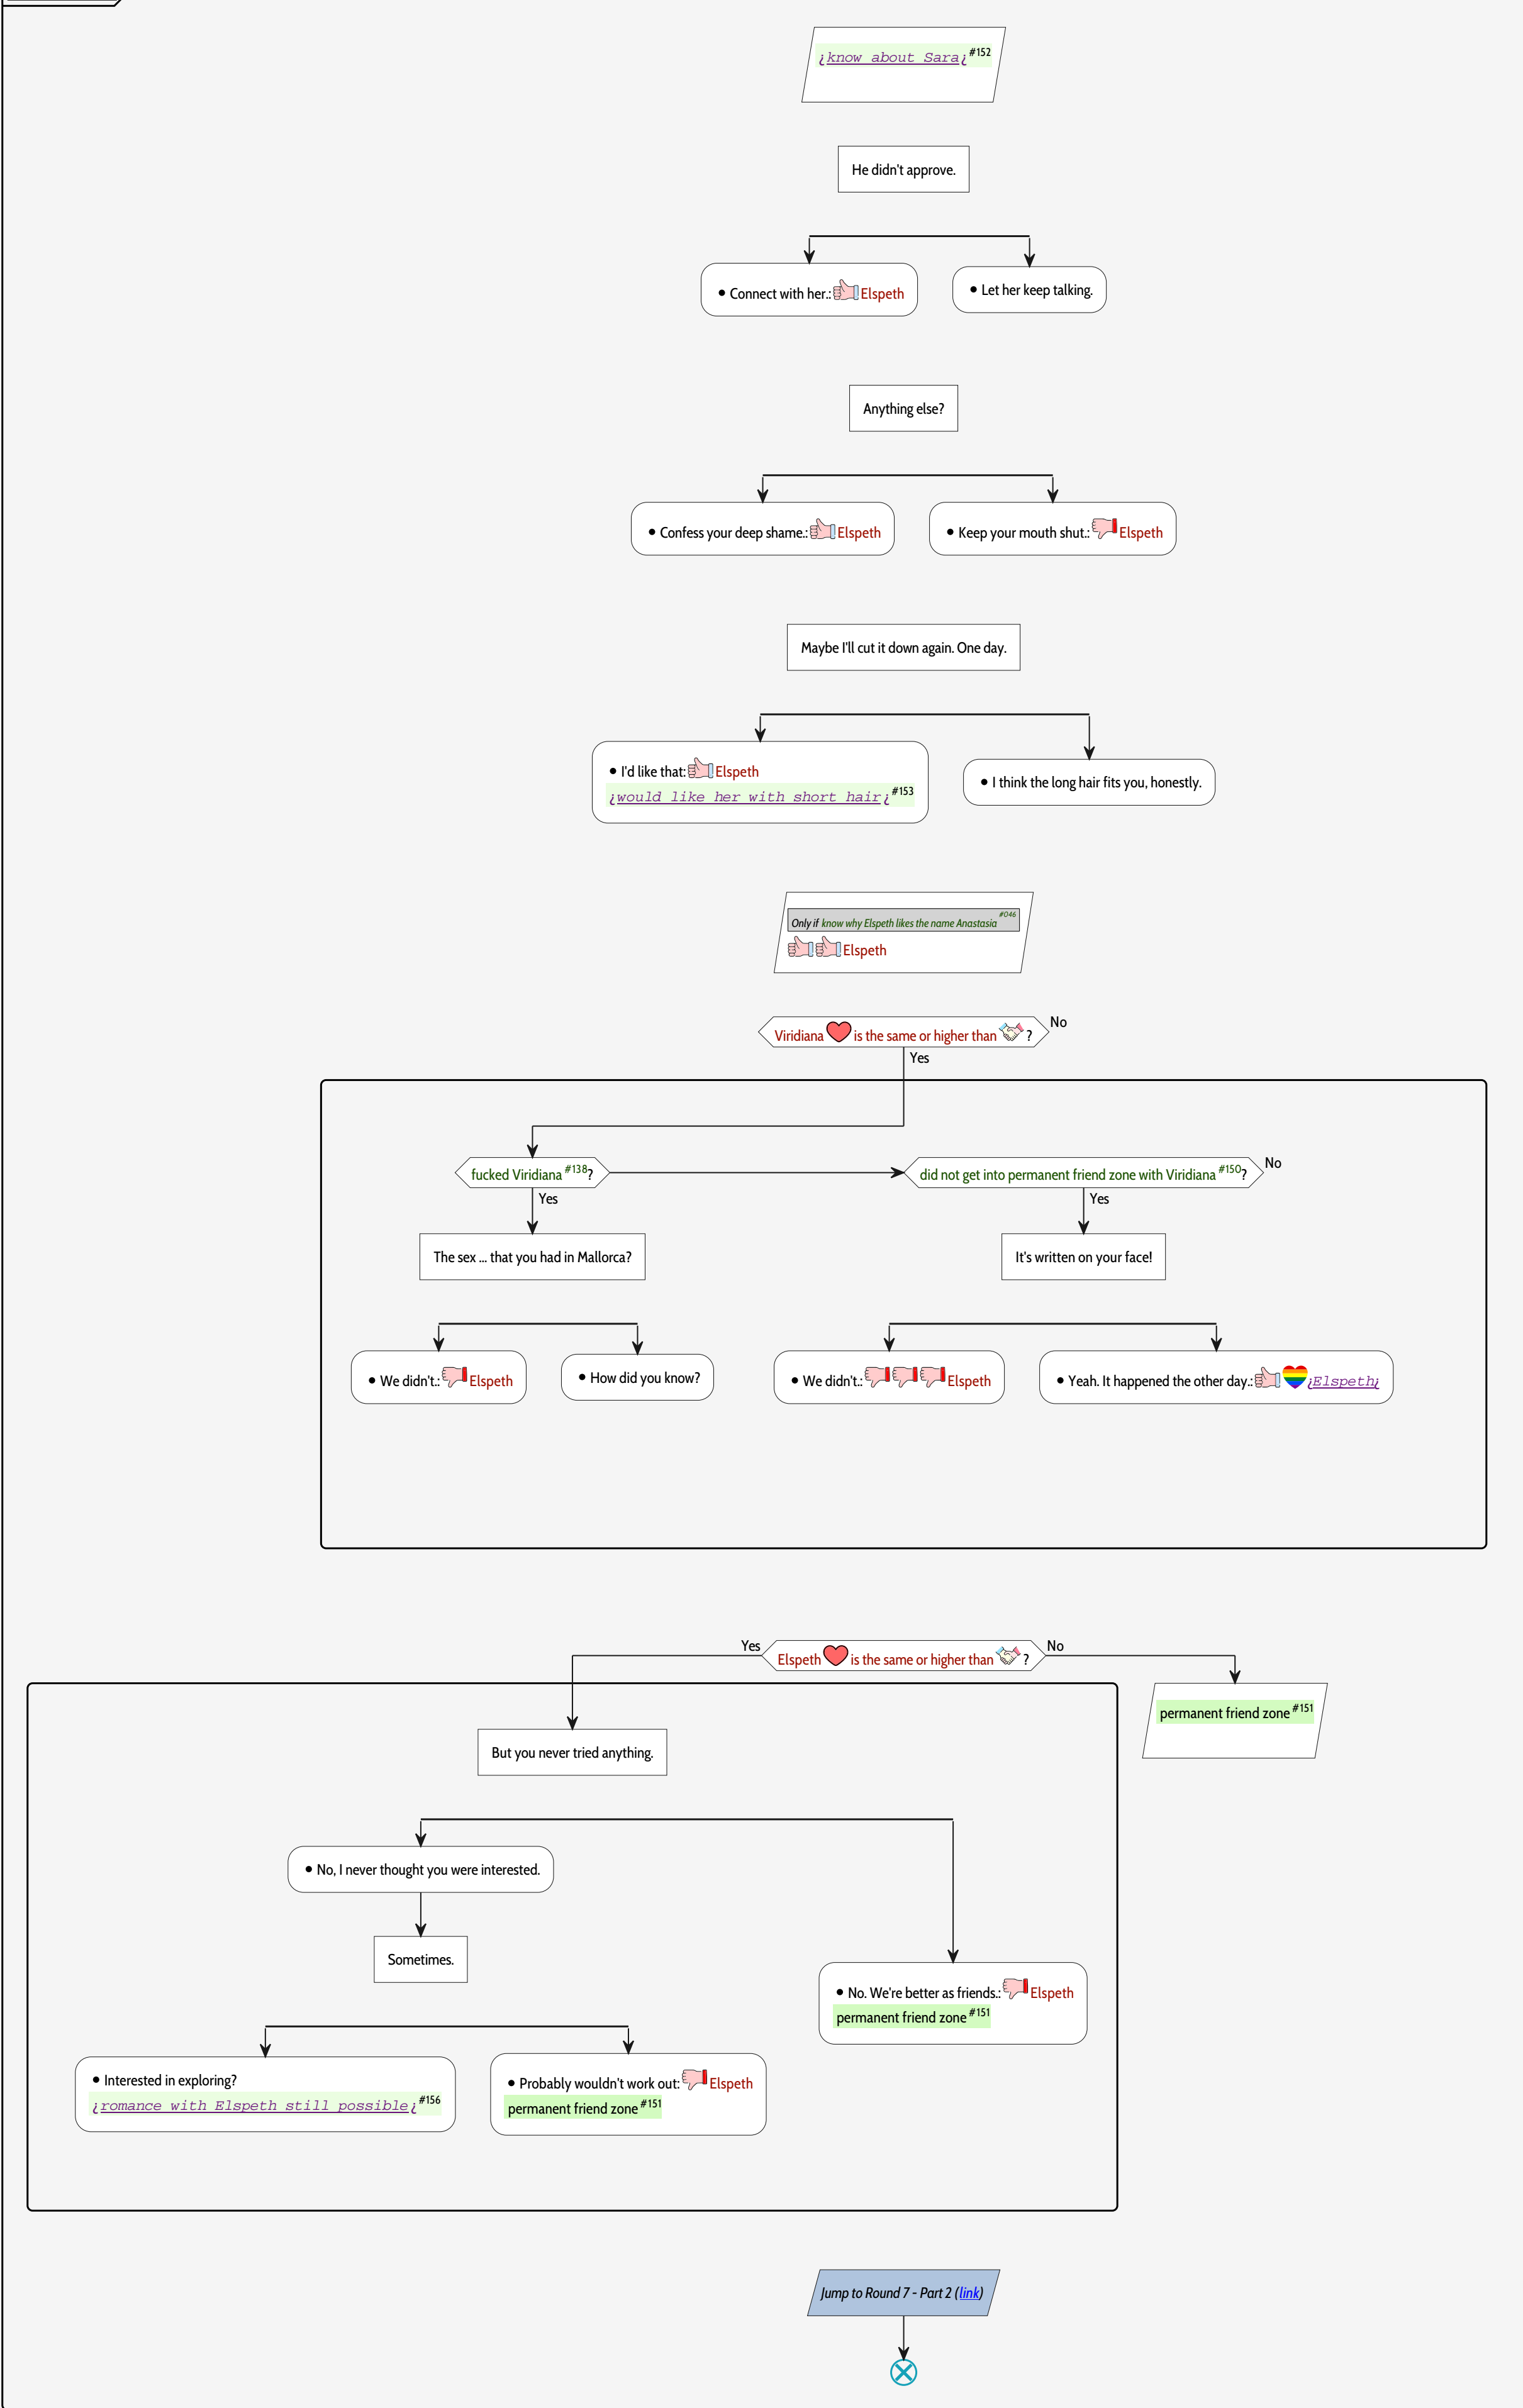 ¿know about Sara¿ #152
He didn't approve.
• Connect with her.: Elspeth
• Let her keep talking.
Anything else?
• Confess your deep shame.: Elspeth
• Keep your mouth shut.: Elspeth
Maybe I'll cut it down again. One day.
• I'd like that: Elspeth
¿would like her with short hair¿ #153
• I think the long hair fits you, honestly.
Only if know why Elspeth likes the name Anastasia #046
Elspeth
Viridiana is the same or higher than ?
No
Yes
fucked Viridiana #138?
did not get into permanent friend zone with Viridiana #150?
No
Yes
Yes
The sex ... that you had in Mallorca?
It's written on your face!
• We didn't.: Elspeth
• How did you know?
• We didn't.: Elspeth
• Yeah. It happened the other day.: ¿Elspeth¿
Yes
Elspeth is the same or higher than ?
No
permanent friend zone #151
But you never tried anything.
• No, I never thought you were interested.
Sometimes.
• No. We're better as friends.: Elspeth
permanent friend zone #151
• Interested in exploring?
¿romance with Elspeth still possible¿ #156
• Probably wouldn't work out: Elspeth
permanent friend zone #151
Jump to Round 7 - Part 2 (link)